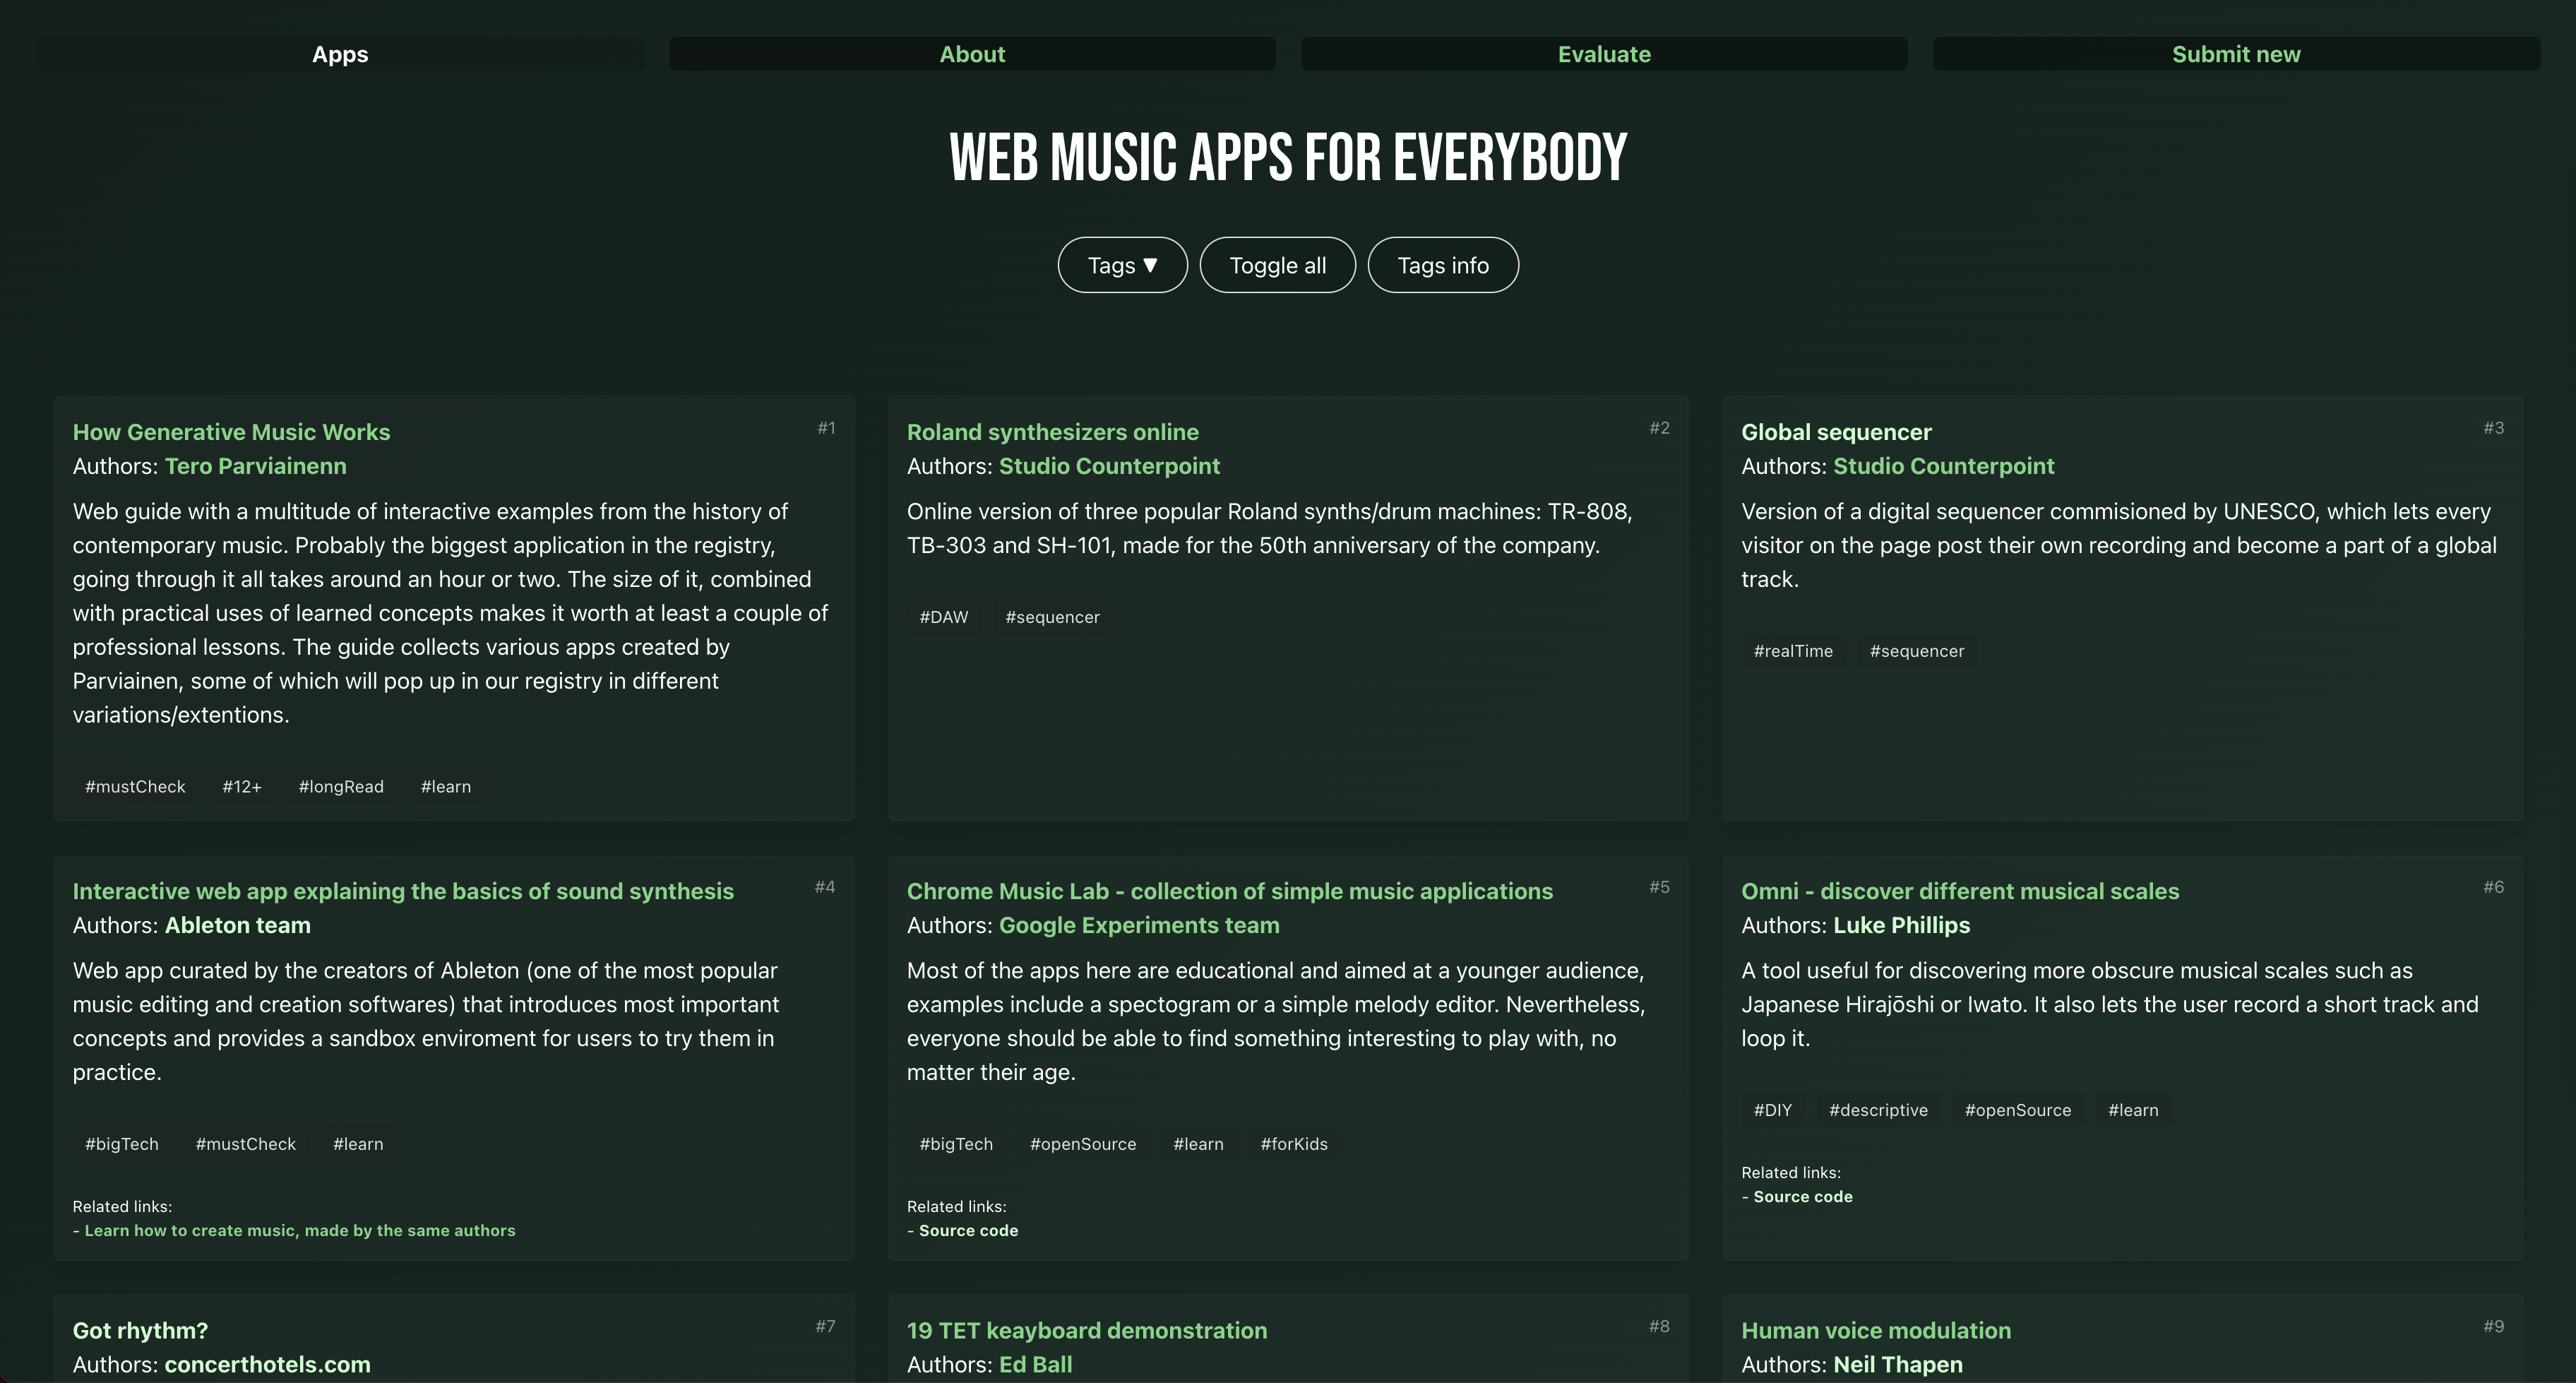 Apps
About
Evaluate
Submit new
WEB MUSIC APPS FOR EVERYBODY
Tags ▼
Toggle all
Tags info
How Generative Music Works
#1
Authors: Tero Parviainenn
Web guide with a multitude of interactive examples from the history of
contemporary music. Probably the biggest application in the registry,
going through it all takes around an hour or two. The size of it, combined
with practical uses of learned concepts makes it worth at least a couple of
professional lessons. The guide collects various apps created by
Parviainen, some of which will pop up in our registry in different
variations/extentions.
#mustCheck #12+ #longRead #learn
Roland synthesizers online
#2
Authors: Studio Counterpoint
Online version of three popular Roland synths/drum machines: TR-808,
TB-303 and SH-101, made for the 50th anniversary of the company.
#DAW #sequencer
Global sequencer
#3
Authors: Studio Counterpoint
Version of a digital sequencer commisioned by UNESCO, which lets every
visitor on the page post their own recording and become a part of a global
track.
#realTime #sequencer
Interactive web app explaining the basics of sound synthesis
#4
Authors: Ableton team
Web app curated by the creators of Ableton (one of the most popular
music editing and creation softwares) that introduces most important
concepts and provides a sandbox enviroment for users to try them in
practice.
#bigTech #mustCheck #learn
Related links:
- Learn how to create music, made by the same authors
Chrome Music Lab - collection of simple music applications
#5
Authors: Google Experiments team
Most of the apps here are educational and aimed at a younger audience,
examples include a spectogram or a simple melody editor. Nevertheless,
everyone should be able to find something interesting to play with, no
matter their age.
#bigTech #openSource #learn #forKids
Related links:
- Source code
Omni - discover different musical scales
#6
Authors: Luke Phillips
A tool useful for discovering more obscure musical scales such as
Japanese Hirajōshi or Iwato. It also lets the user record a short track and
loop it.
#DIY #descriptive #openSource #learn
Related links:
- Source code
Got rhythm?
#7
Authors: concerthotels.com
19 TET keayboard demonstration
#8
Authors: Ed Ball
Human voice modulation
#9
Authors: Neil Thapen